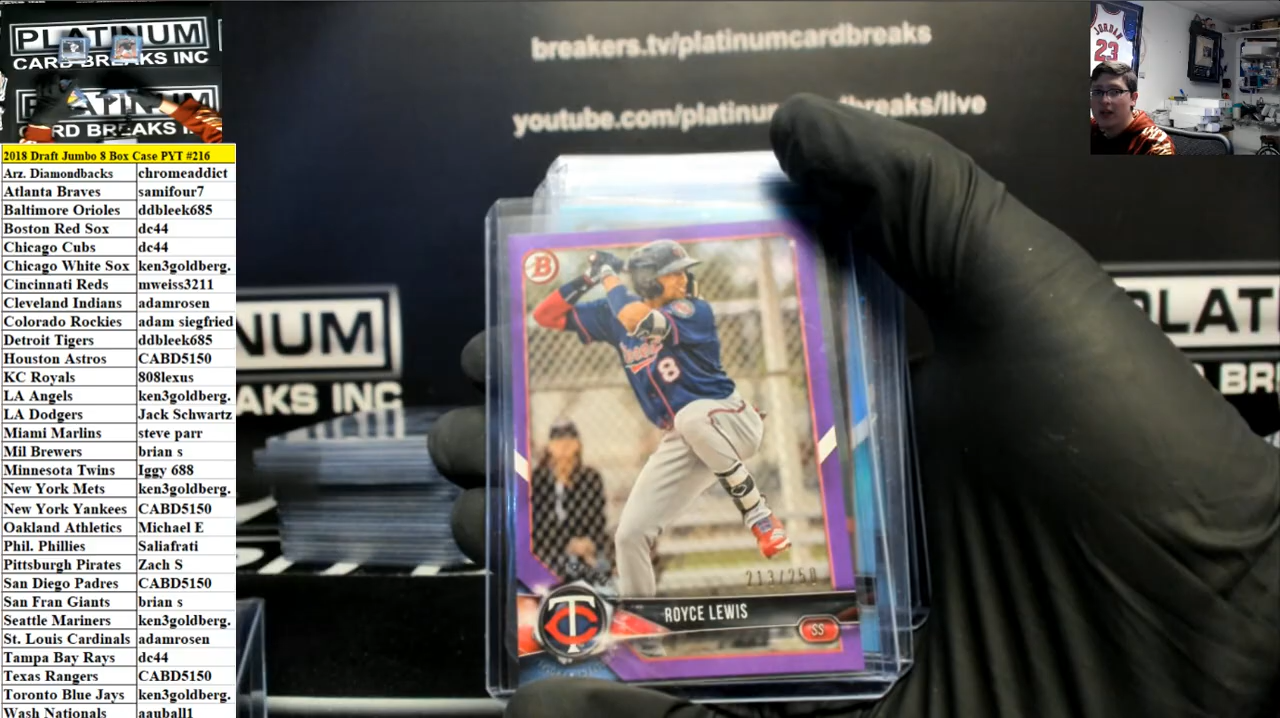 PLATINUM
CARD BREAKS INC
PLATINUM
CARD BREAKS I
2018 Draft Jumbo 8 Box Case PYT #216
Arz. Diamondbacks chromeaddict
Atlanta Braves samifour7
Baltimore Orioles ddbleek685
Boston Red Sox dc44
Chicago Cubs dc44
Chicago White Sox ken3goldberg.
Cincinnati Reds mweiss3211
Cleveland Indians adamrosen
Colorado Rockies adam siegfried
Detroit Tigers ddbleek685
Houston Astros CABD5150
KC Royals 808lexus
LA Angels ken3goldberg.
LA Dodgers Jack Schwartz
Miami Marlins steve parr
Mil Brewers brian s
Minnesota Twins Iggy 688
New York Mets ken3goldberg.
New York Yankees CABD5150
Oakland Athletics Michael E
Phil. Phillies Saliafrati
Pittsburgh Pirates Zach S
San Diego Padres CABD5150
San Fran Giants brian s
Seattle Mariners ken3goldberg.
St. Louis Cardinals adamrosen
Tampa Bay Rays dc44
Texas Rangers CABD5150
Toronto Blue Jays ken3goldberg.
Wash Nationals aauball1
breakers.tv/platinumcardbreaks
youtube.com/platinum dbreaks/live
JORDAN
23
NUM
AKS INC
PLATI
BR
B
8
213/250
TC
ROYCE LEWIS
SS